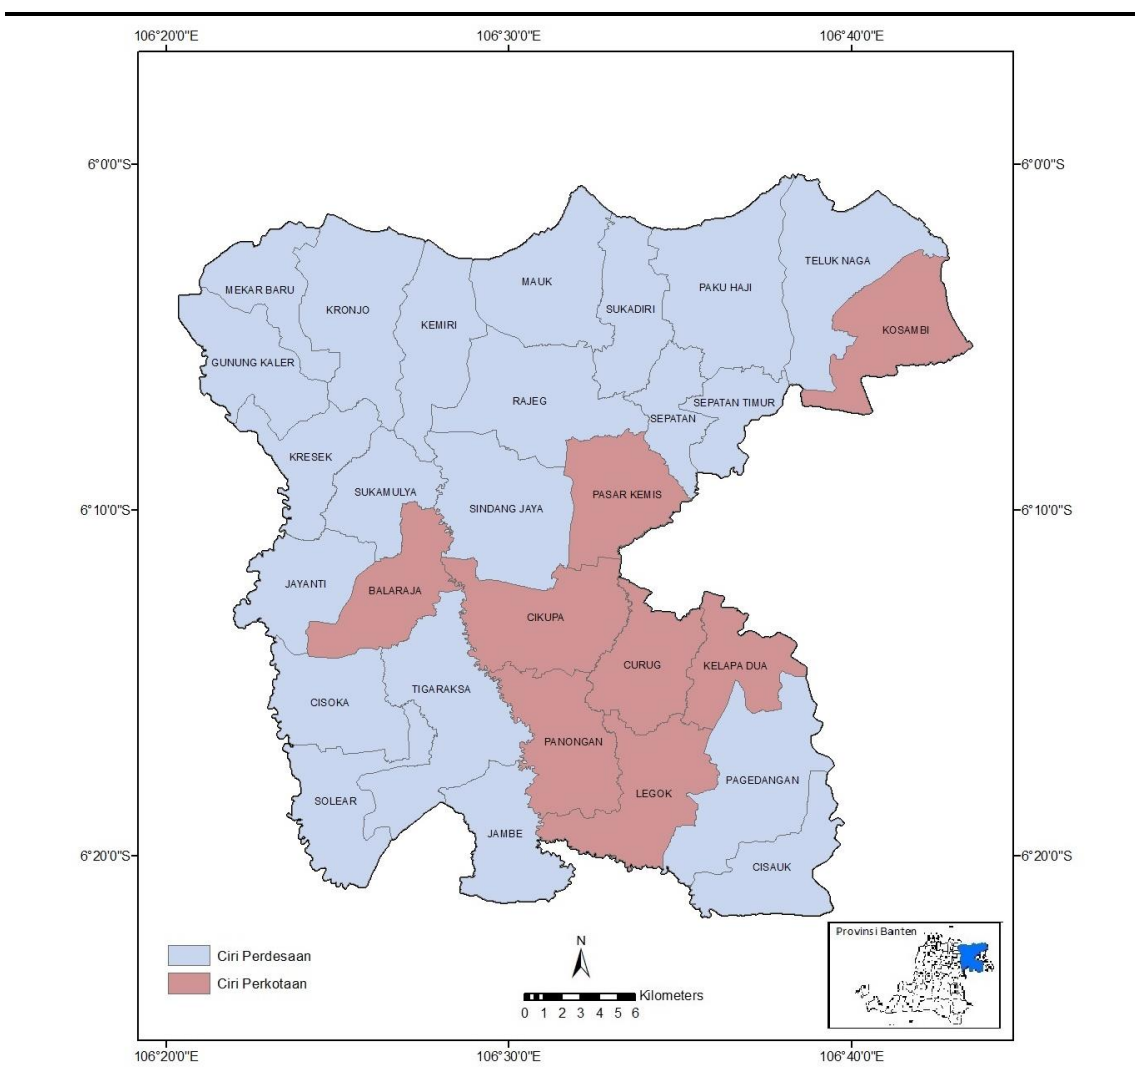 106°20'0"E 106°30'0"E 106°40'0"E
6°0'0"S 6°0'0"S
TELUK NAGA
MAUK
PAKU HAJI
MEKAR BARU
KRONJO
SUKADIRI
KEMIRI
KOSAMBI
GUNUNG KALER
RAJEG
SEPATAN TIMUR
SEPATAN
KRESEK
SUKAMULYA
PASAR KEMIS
SINDANG JAYA
6°10'0"S 6°10'0"S
JAYANTI
BALARAJA
CIKUPA
CURUG
KELAPA DUA
TIGARAKSA
CISOKA
PANONGAN
PAGEDANGAN
LEGOK
SOLEAR
JAMBE
6°20'0"S 6°20'0"S
CISAUK
Ciri Perdesaan
Ciri Perkotaan
N
Kilometers
0 1 2 3 4 5 6
Provinsi Banten
106°20'0"E 106°30'0"E 106°40'0"E